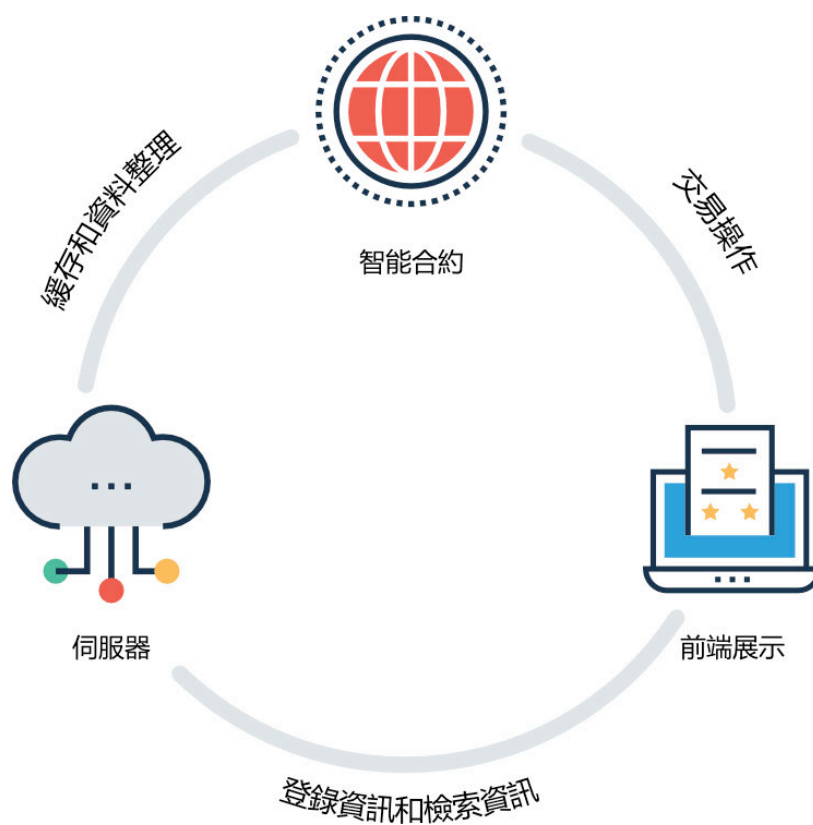 智能合約
緩存和資料整理
交易操作
伺服器
前端展示
登錄資訊和檢索資訊